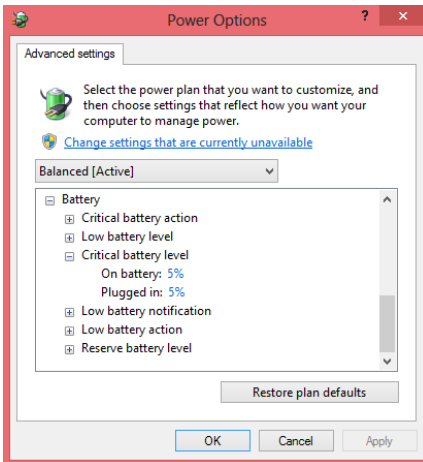 Power Options
?
×
Advanced settings
Select the power plan that you want to customize, and
then choose settings that reflect how you want your
computer to manage power.
Change settings that are currently unavailable
Balanced [Active]
Battery
Critical battery action
Low battery level
Critical battery level
On battery: 5%
Plugged in: 5%
Low battery notification
Low battery action
Reserve battery level
Restore plan defaults
OK
Cancel
Apply